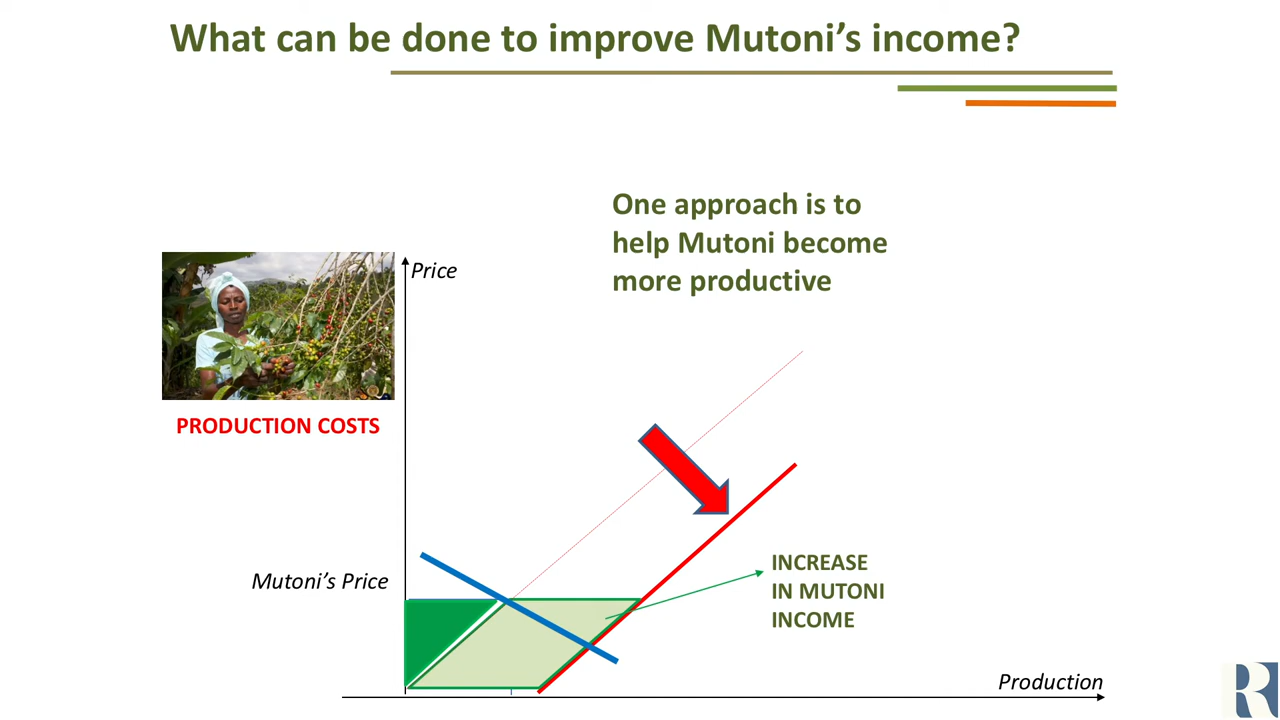 What can be done to improve Mutoni’s income?
One approach is to
help Mutoni become
more productive
Price
PRODUCTION COSTS
INCREASE
IN MUTONI
INCOME
Mutoni’s Price
Production
R